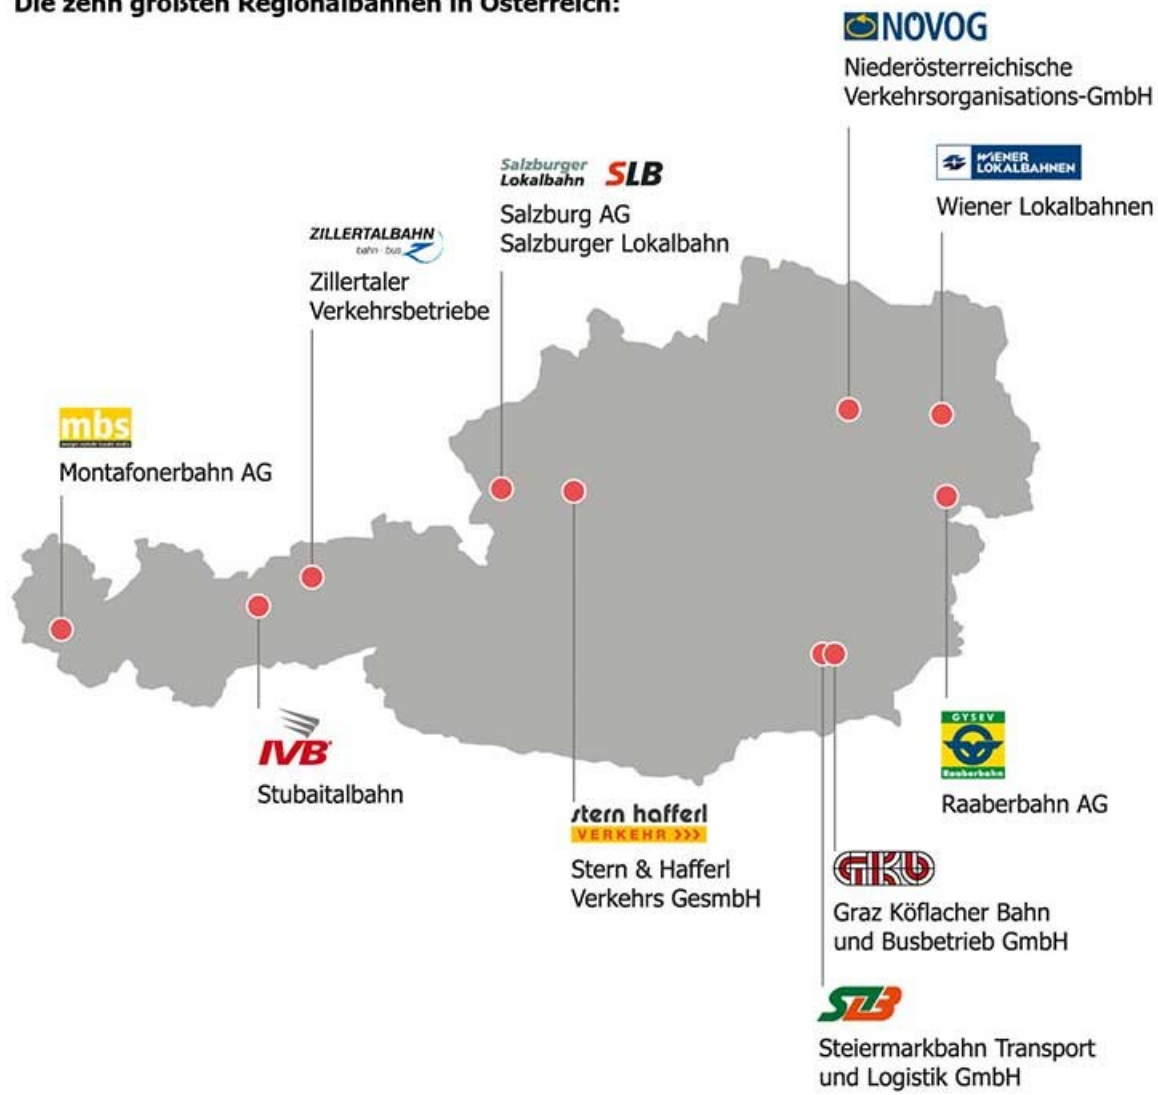 Die zehn größten Regionalbahnen in Österreich:
NÖVOG
Niederösterreichische
Verkehrsorganisations-GmbH
WIENER
LOKALBAHNEN
Wiener Lokalbahnen
Salzburger
Lokalbahn SLB
Salzburg AG
Salzburger Lokalbahn
ZILLERTALBAHN
bahn · bus
Zillertaler
Verkehrsbetriebe
mbs
Montafonerbahn AG
IVB
Stubaitalbahn
stern hafferl
VERKEHR >>>
Stern & Hafferl
Verkehrs GesmbH
GYSEV
Raaberbahn
Raaberbahn AG
GKB
Graz Köflacher Bahn
und Busbetrieb GmbH
StB
Steiermarkbahn Transport
und Logistik GmbH